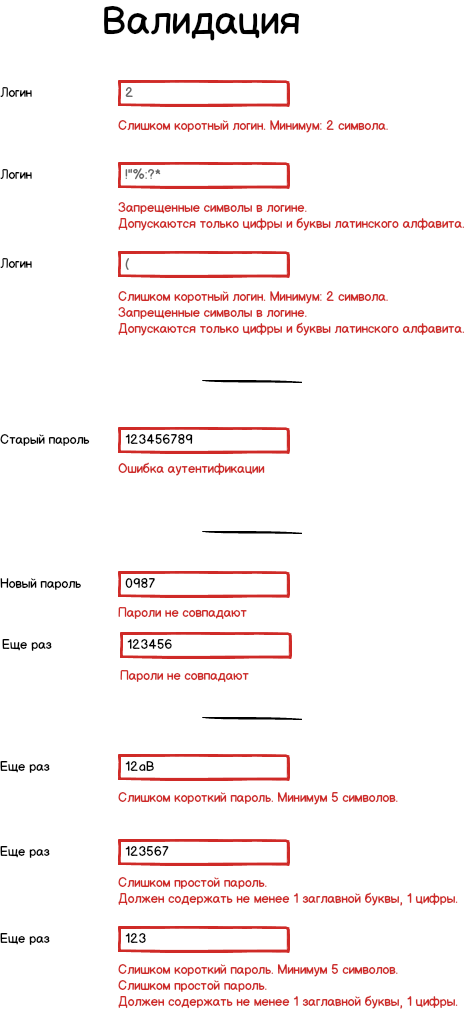 Валидация
Логин
2
Слишком коротный логин. Минимум: 2 символа.
Логин
!"%:?*
Запрещенные символы в логине.
Допускаются только цифры и буквы латинского алфавита.
Логин
(
Слишком коротный логин. Минимум: 2 символа.
Запрещенные символы в логине.
Допускаются только цифры и буквы латинского алфавита.
Старый пароль
123456789
Ошибка аутентификации
Новый пароль
0987
Пароли не совпадают
Еще раз
123456
Пароли не совпадают
Еще раз
12aB
Слишком короткий пароль. Минимум 5 символов.
Еще раз
123567
Слишком простой пароль.
Должен содержать не менее 1 заглавной буквы, 1 цифры.
Еще раз
123
Слишком короткий пароль. Минимум 5 символов.
Слишком простой пароль.
Должен содержать не менее 1 заглавной буквы, 1 цифры.